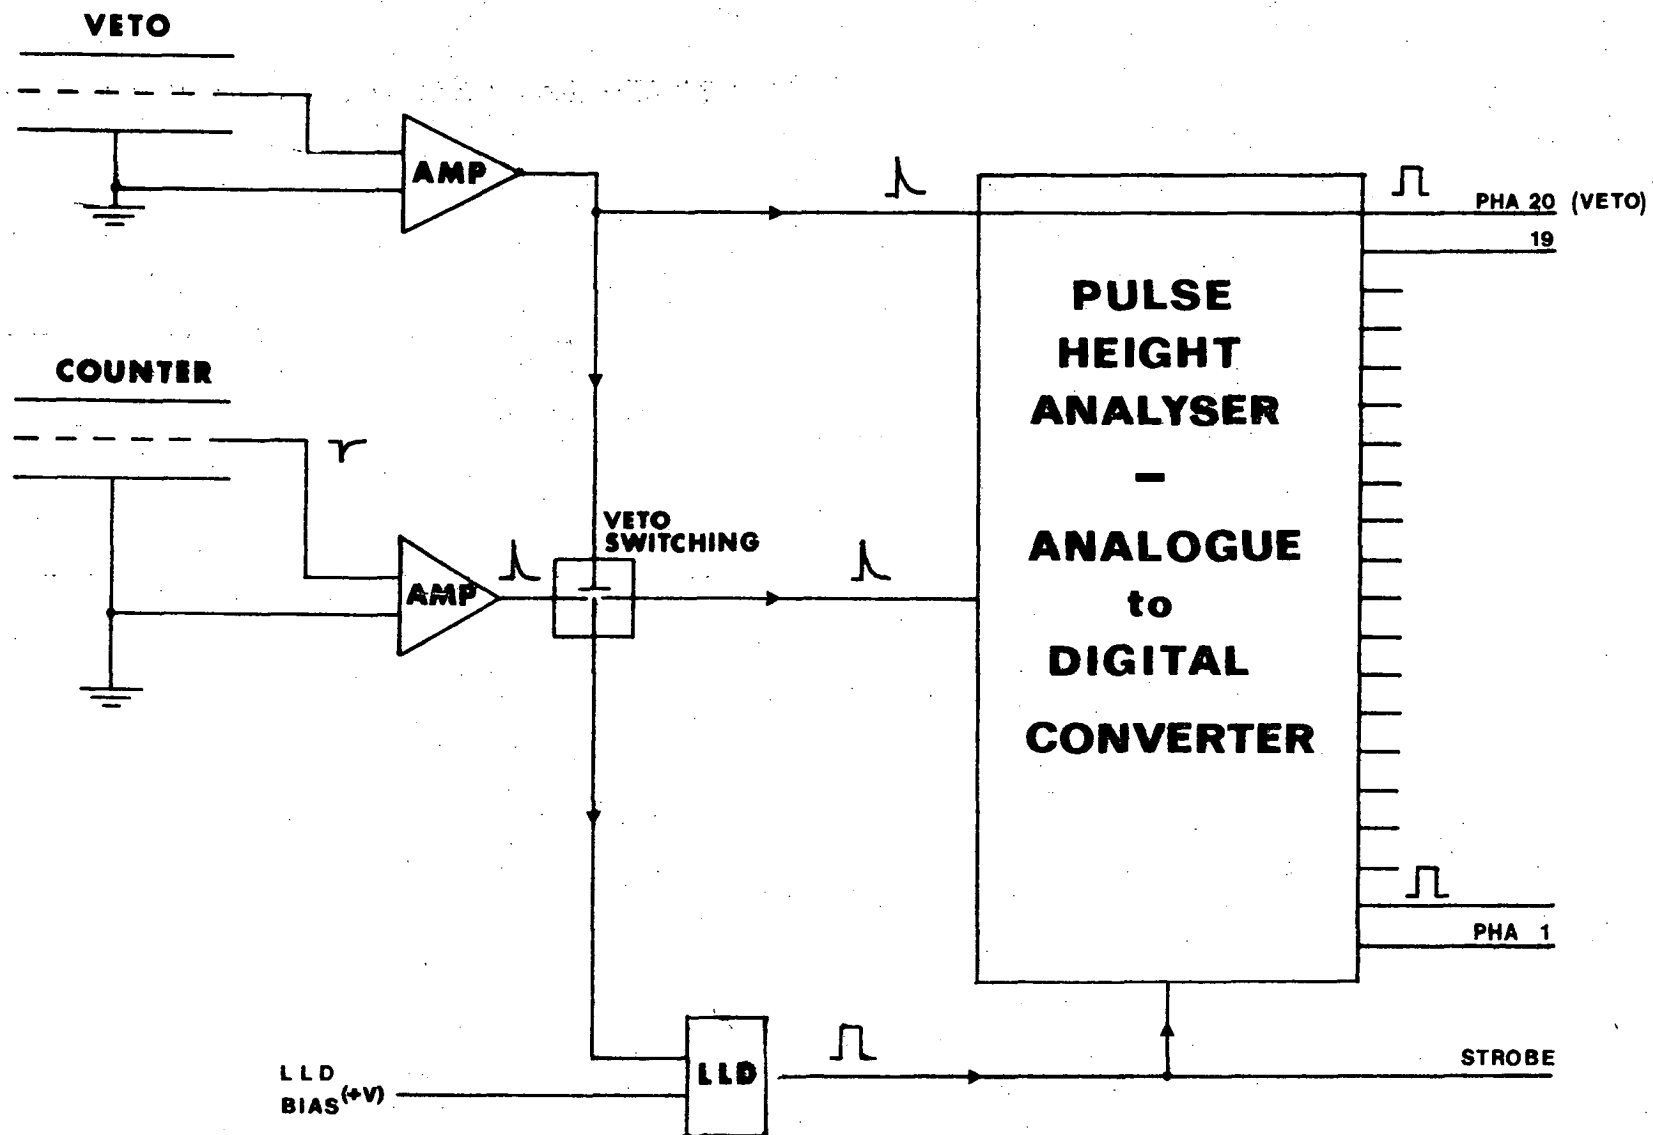 VETO
AMP
PHA 20 (VETO)
19
COUNTER
PULSE
HEIGHT
ANALYSER
-
ANALOGUE
to
DIGITAL
CONVERTER
VETO
SWITCHING
AMP
PHA 1
LLD
BIAS (+V)
LLD
STROBE